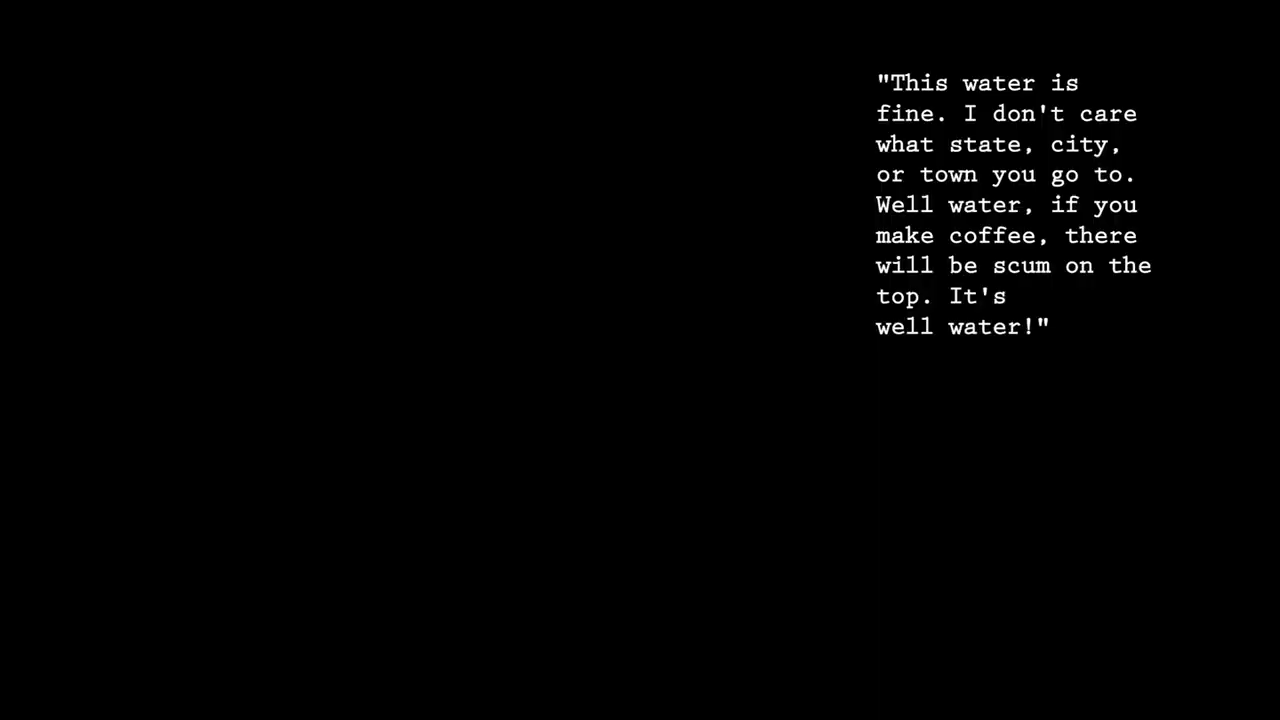 "This water is
fine. I don't care
what state, city,
or town you go to.
Well water, if you
make coffee, there
will be scum on the
top. It's
well water!"